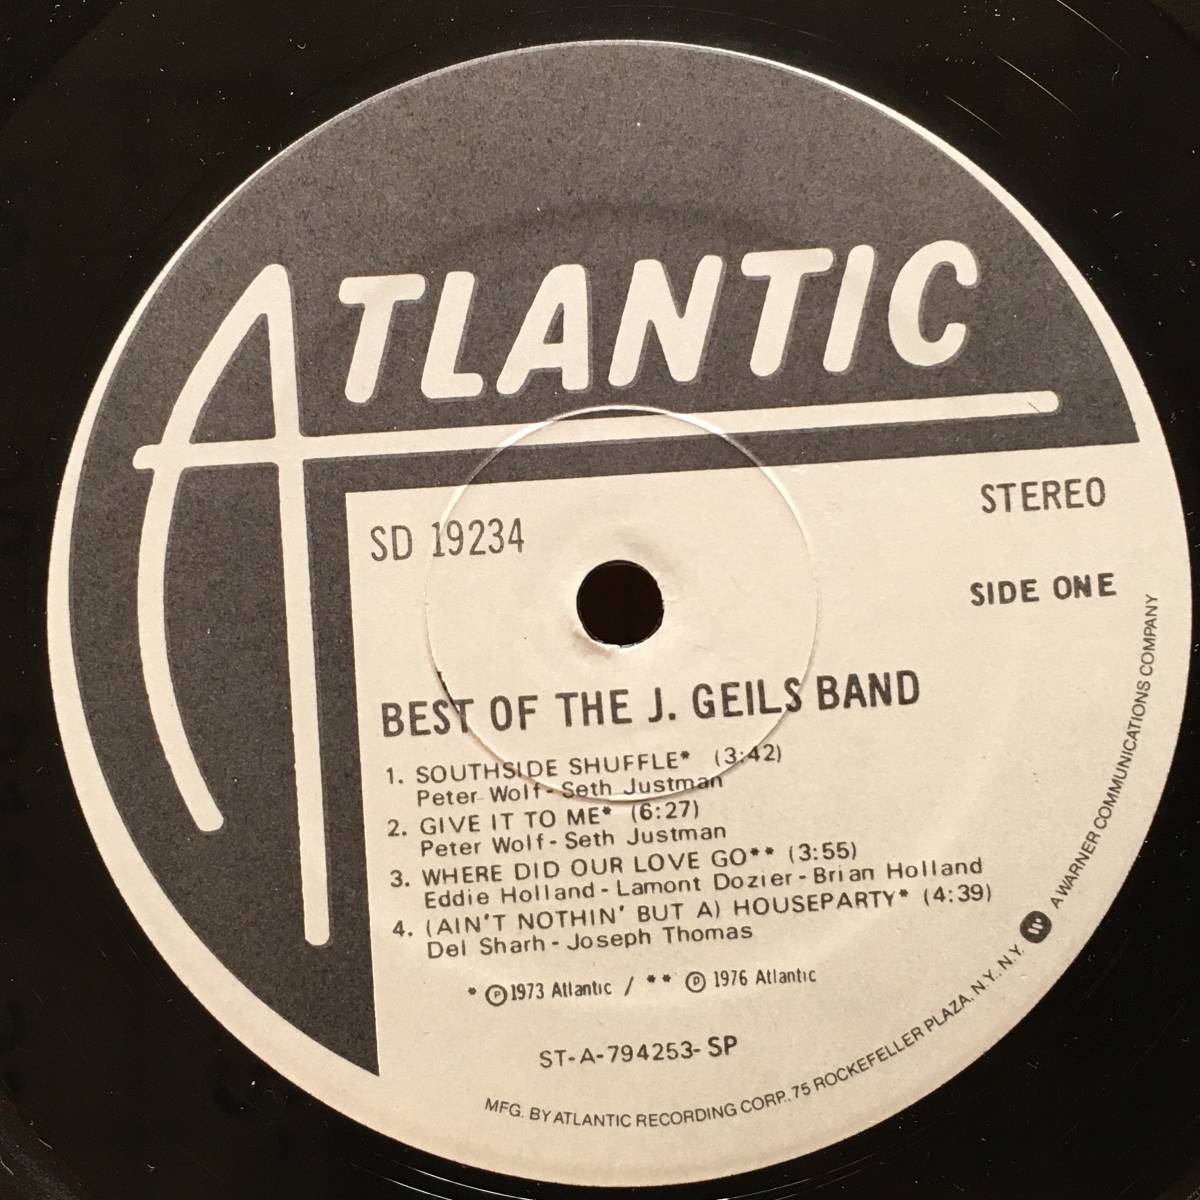 ATLANTIC
SD 19234
STEREO
SIDE ONE
BEST OF THE J. GEILS BAND
1. SOUTHSIDE SHUFFLE* (3:42)
Peter Wolf - Seth Justman
2. GIVE IT TO ME* (6:27)
Peter Wolf - Seth Justman
3. WHERE DID OUR LOVE GO** (3:55)
Eddie Holland - Lamont Dozier - Brian Holland
4. (AIN'T NOTHIN' BUT A) HOUSEPARTY* (4:39)
Del Sharh - Joseph Thomas
* ℗ 1973 Atlantic / ** ℗ 1976 Atlantic
ST-A-794253-SP
MFG. BY ATLANTIC RECORDING CORP., 75 ROCKEFELLER PLAZA, N.Y., N.Y. A WARNER COMMUNICATIONS COMPANY